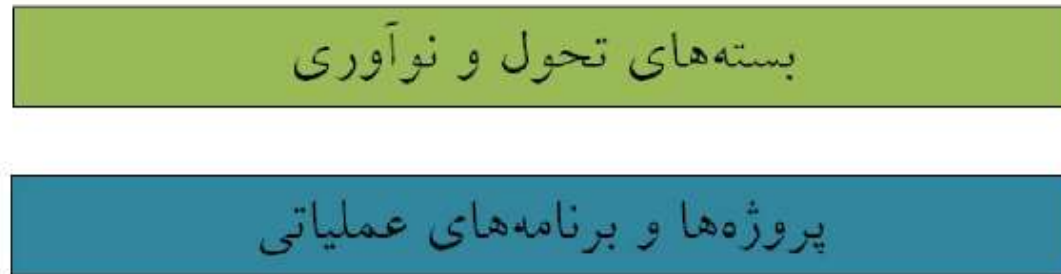 بسته‌های تحول و نوآوری
پروژه‌ها و برنامه‌های عملیاتی